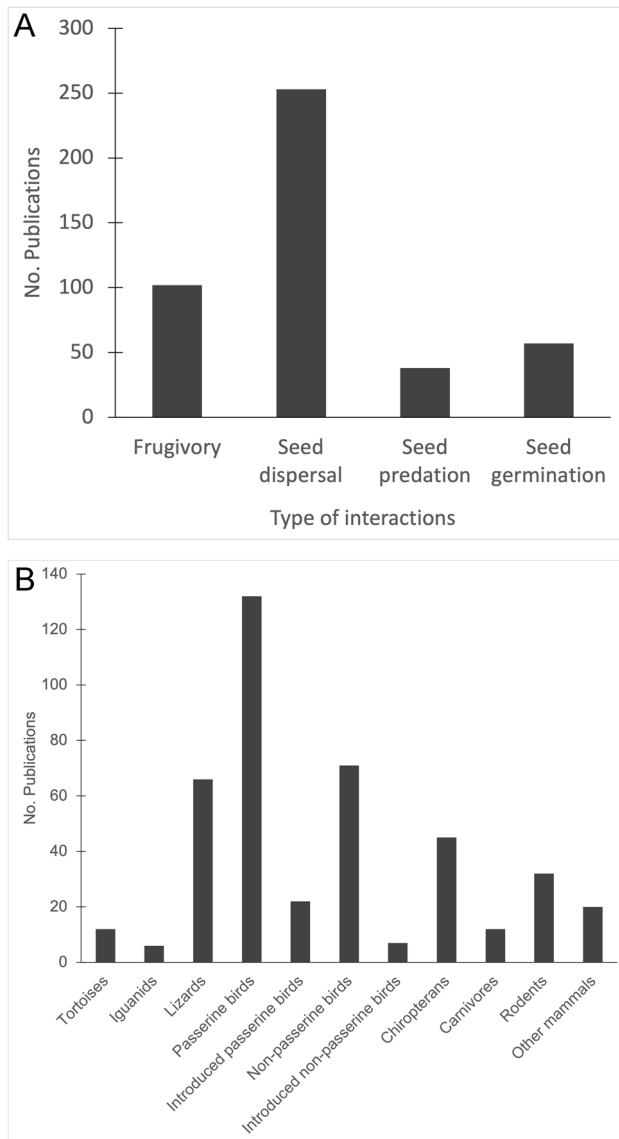 A
300
250
200
150
100
50
0
No. Publications
Frugivory
Seed dispersal
Seed predation
Seed germination
Type of interactions
B
140
120
100
80
60
40
20
0
No. Publications
Tortoises
Iguanids
Lizards
Passerine birds
Introduced passerine birds
Non-passerine birds
Introduced non-passerine birds
Chiropterans
Carnivores
Rodents
Other mammals